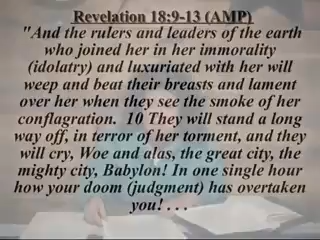 Revelation 18:9-13 (AMP)
"And the rulers and leaders of the earth
who joined her in her immorality
(idolatry) and luxuriated with her will
weep and beat their breasts and lament
over her when they see the smoke of her
conflagration.  10 They will stand a long
way off, in terror of her torment, and they
will cry, Woe and alas, the great city, the
mighty city, Babylon! In one single hour
how your doom (judgment) has overtaken
you! . . .